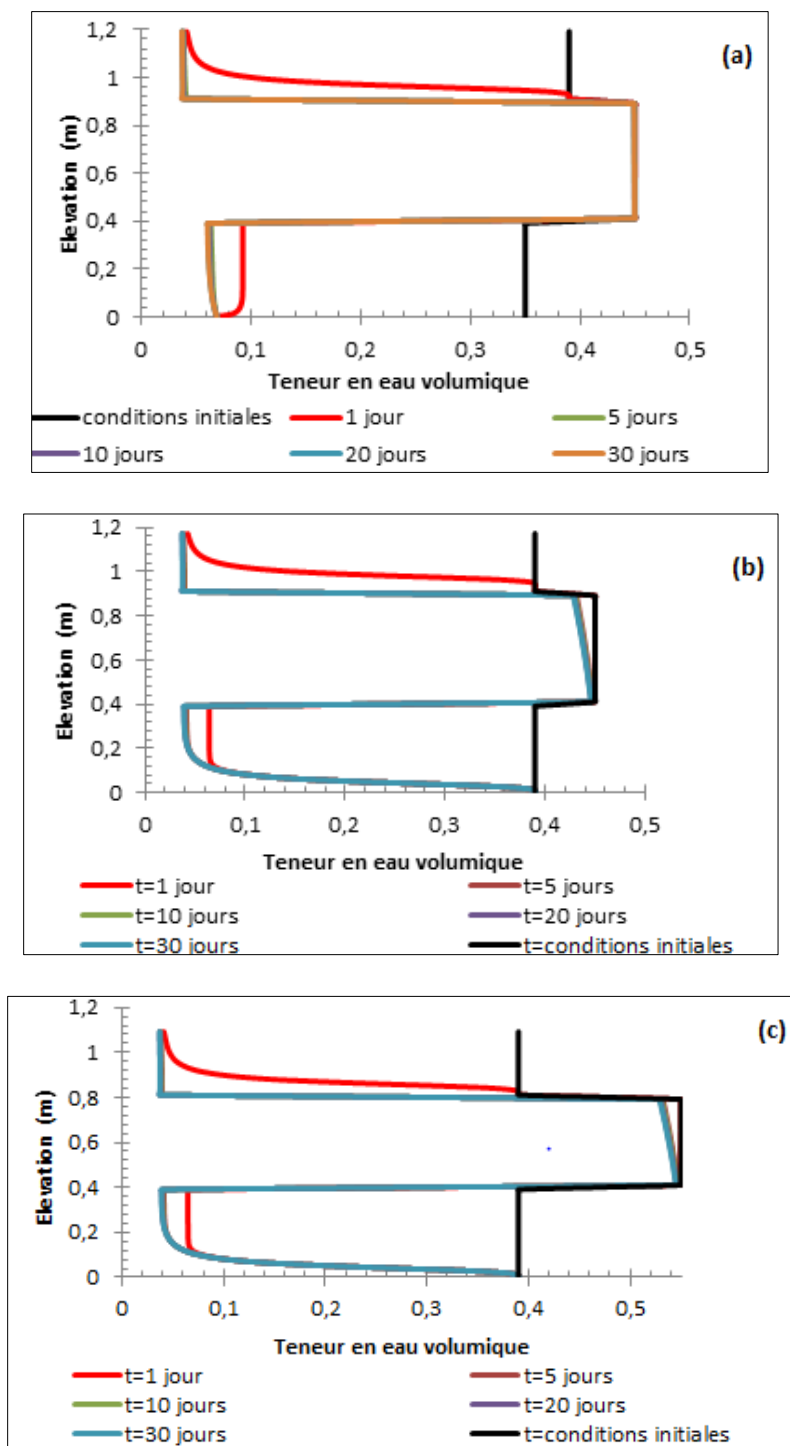 (a)
Elevation (m)
1,2
1
0,8
0,6
0,4
0,2
0
0 0,1 0,2 0,3 0,4 0,5
Teneur en eau volumique
conditions initiales 1 jour 5 jours
10 jours 20 jours 30 jours
(b)
Elevation (m)
1,2
1
0,8
0,6
0,4
0,2
0
0 0,1 0,2 0,3 0,4 0,5
Teneur en eau volumique
t=1 jour t=5 jours
t=10 jours t=20 jours
t=30 jours t=conditions initiales
(c)
Elevation (m)
1,2
1
0,8
0,6
0,4
0,2
0
0 0,1 0,2 0,3 0,4 0,5
Teneur en eau volumique
t=1 jour t=5 jours
t=10 jours t=20 jours
t=30 jours t=conditions initiales